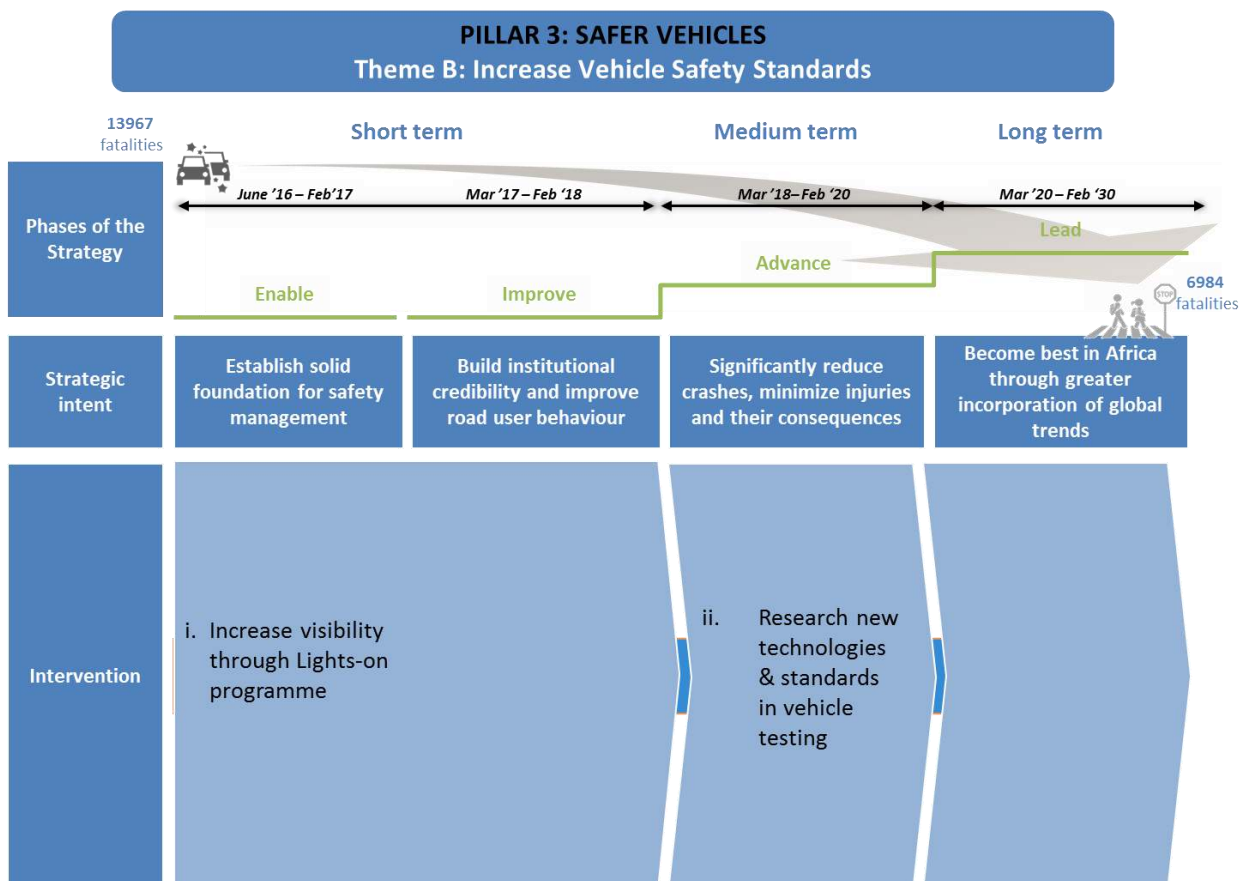 PILLAR 3: SAFER VEHICLES
Theme B: Increase Vehicle Safety Standards
13967
fatalities
Short term
Medium term
Long term
Phases of the
Strategy
June '16 – Feb'17
Mar '17 – Feb '18
Mar '18– Feb '20
Mar '20 – Feb '30
Enable
Improve
Advance
Lead
STOP
6984
fatalities
Strategic
intent
Establish solid
foundation for safety
management
Build institutional
credibility and improve
road user behaviour
Significantly reduce
crashes, minimize injuries
and their consequences
Become best in Africa
through greater
incorporation of global
trends
Intervention
i. Increase visibility
through Lights-on
programme
ii. Research new
technologies
& standards
in vehicle
testing